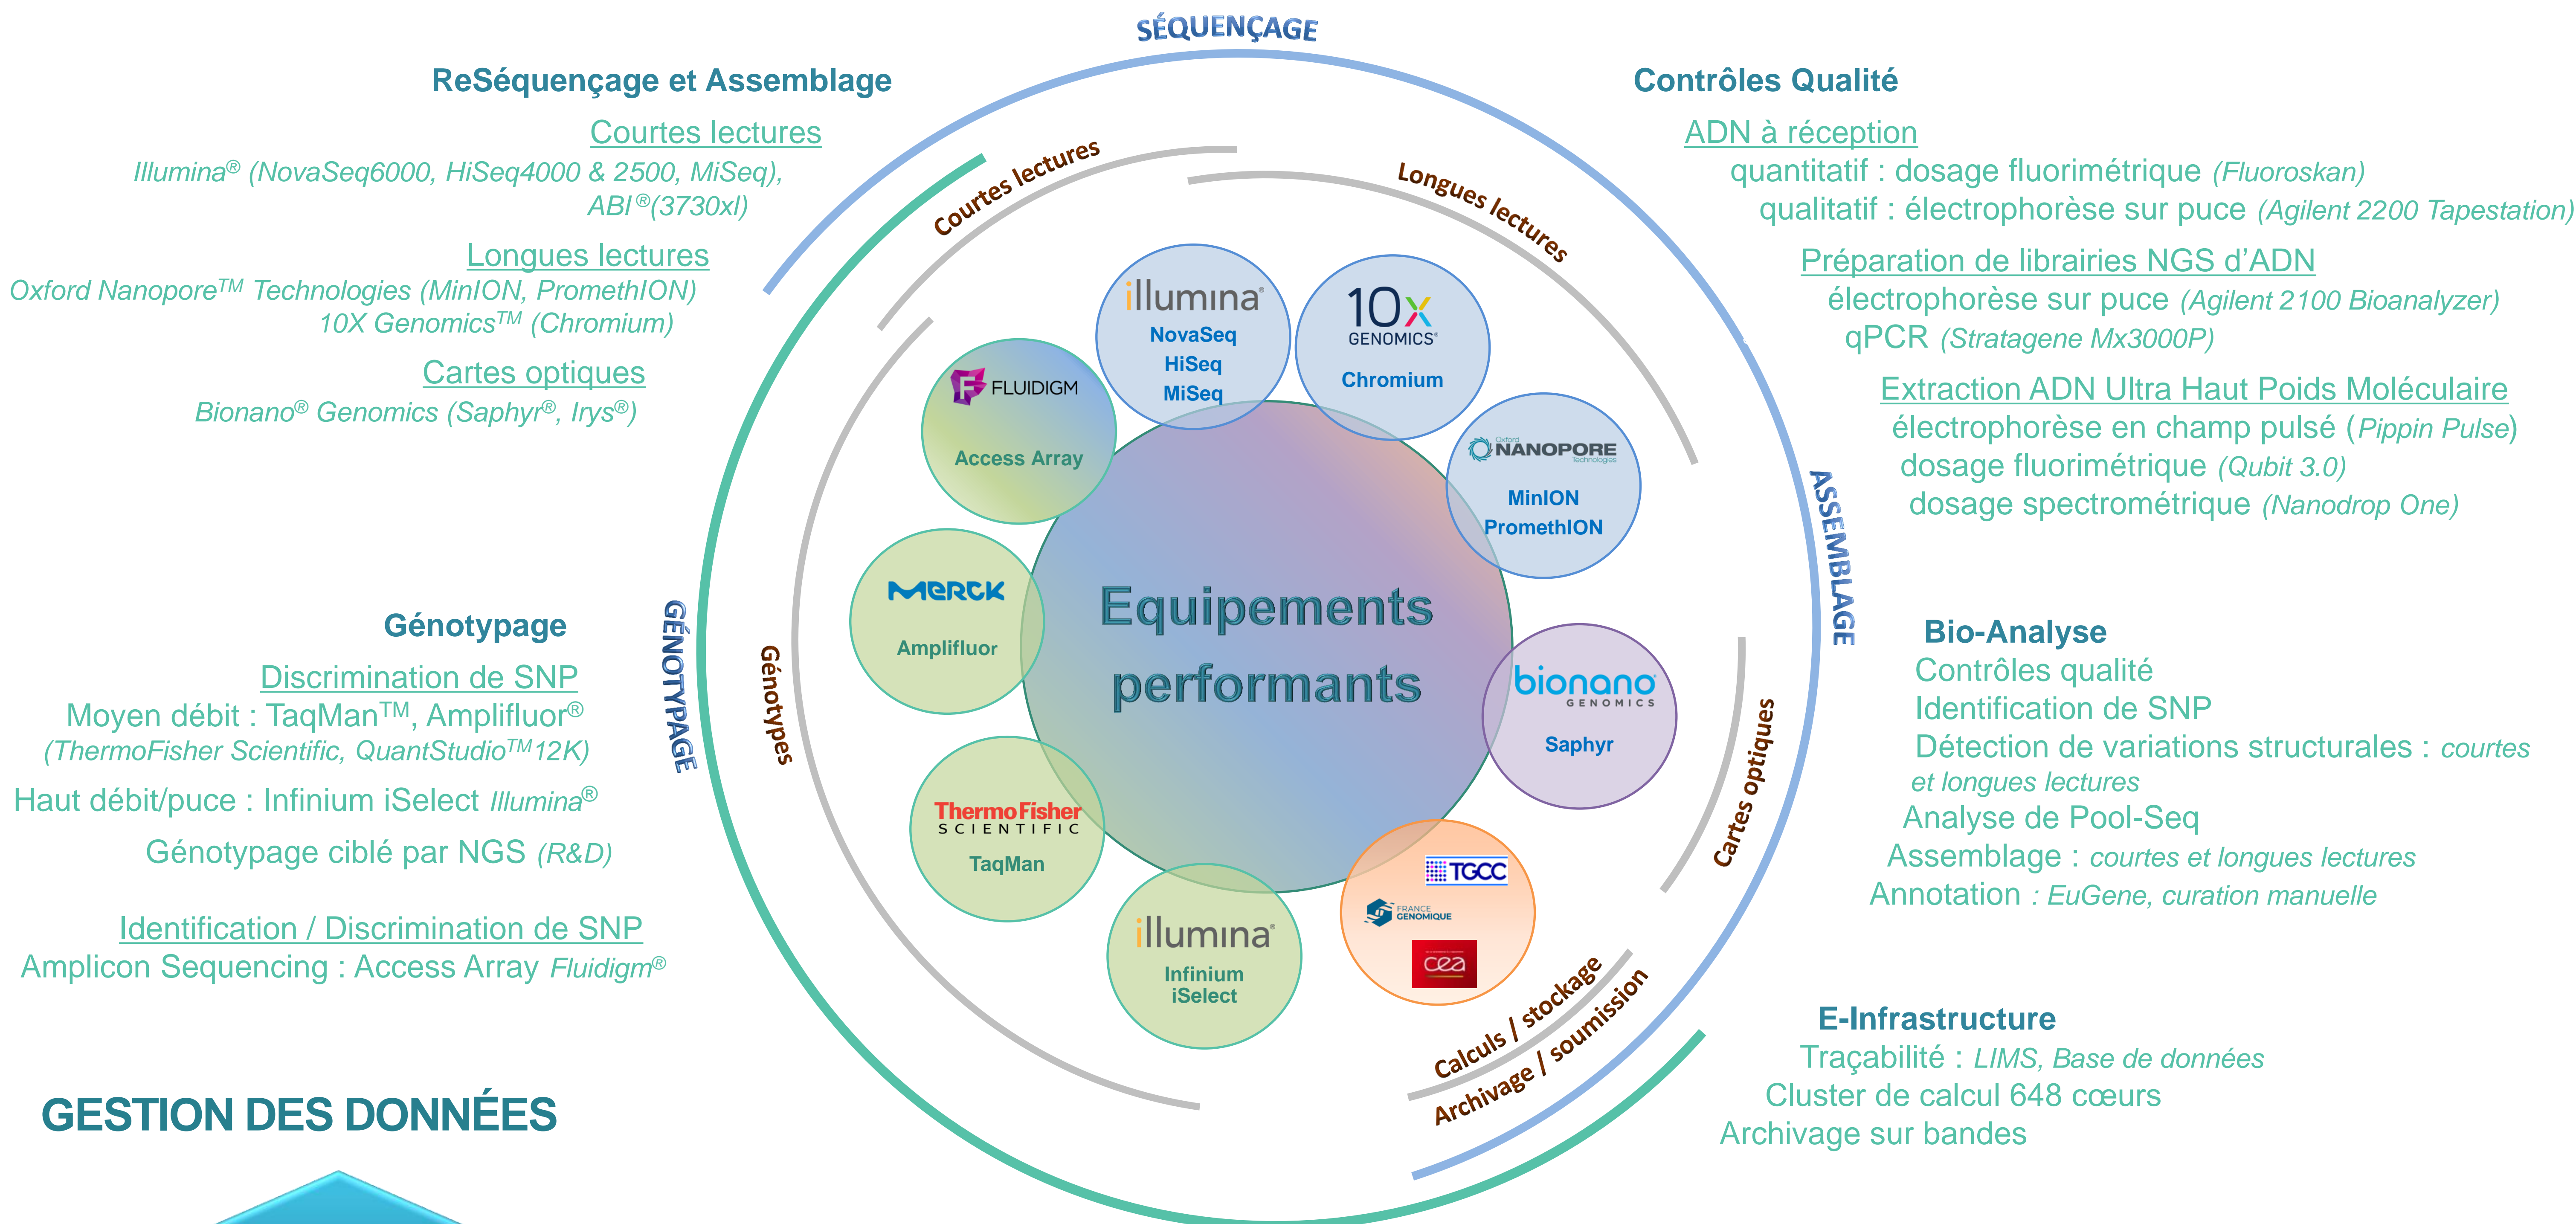 SÉQUENÇAGE
ReSéquençage et Assemblage
Courtes lectures
Illumina® (NovaSeq6000, HiSeq4000 & 2500, MiSeq),
ABI ®(3730xl)
Longues lectures
Oxford Nanopore™ Technologies (MinION, PromethION)
10X Genomics™ (Chromium)
Cartes optiques
Bionano® Genomics (Saphyr®, Irys®)
Génotypage
Discrimination de SNP
Moyen débit : TaqMan™, Amplifluor®
(ThermoFisher Scientific, QuantStudio™12K)
Haut débit/puce : Infinium iSelect Illumina®
Génotypage ciblé par NGS (R&D)
Identification / Discrimination de SNP
Amplicon Sequencing : Access Array Fluidigm®
GESTION DES DONNÉES
GÉNOTYPAGE
Génotypes
Courtes lectures
Longues lectures
illumina®
NovaSeq
HiSeq
MiSeq
10x
GENOMICS®
Chromium
FLUIDIGM
Access Array
Oxford
NANOPORE
Technologies
MinION
PromethION
MERCK
Amplifluor
Equipements
performants
bionano
GENOMICS
Saphyr
ThermoFisher
SCIENTIFIC
TaqMan
illumina®
Infinium
iSelect
TGCC
FRANCE
GENOMIQUE
cea
Cartes optiques
Calculs / stockage
Archivage / soumission
ASSEMBLAGE
Contrôles Qualité
ADN à réception
quantitatif : dosage fluorimétrique (Fluoroskan)
qualitatif : électrophorèse sur puce (Agilent 2200 Tapestation)
Préparation de librairies NGS d’ADN
électrophorèse sur puce (Agilent 2100 Bioanalyzer)
qPCR (Stratagene Mx3000P)
Extraction ADN Ultra Haut Poids Moléculaire
électrophorèse en champ pulsé (Pippin Pulse)
dosage fluorimétrique (Qubit 3.0)
dosage spectrométrique (Nanodrop One)
Bio-Analyse
Contrôles qualité
Identification de SNP
Détection de variations structurales : courtes
et longues lectures
Analyse de Pool-Seq
Assemblage : courtes et longues lectures
Annotation : EuGene, curation manuelle
E-Infrastructure
Traçabilité : LIMS, Base de données
Cluster de calcul 648 cœurs
Archivage sur bandes